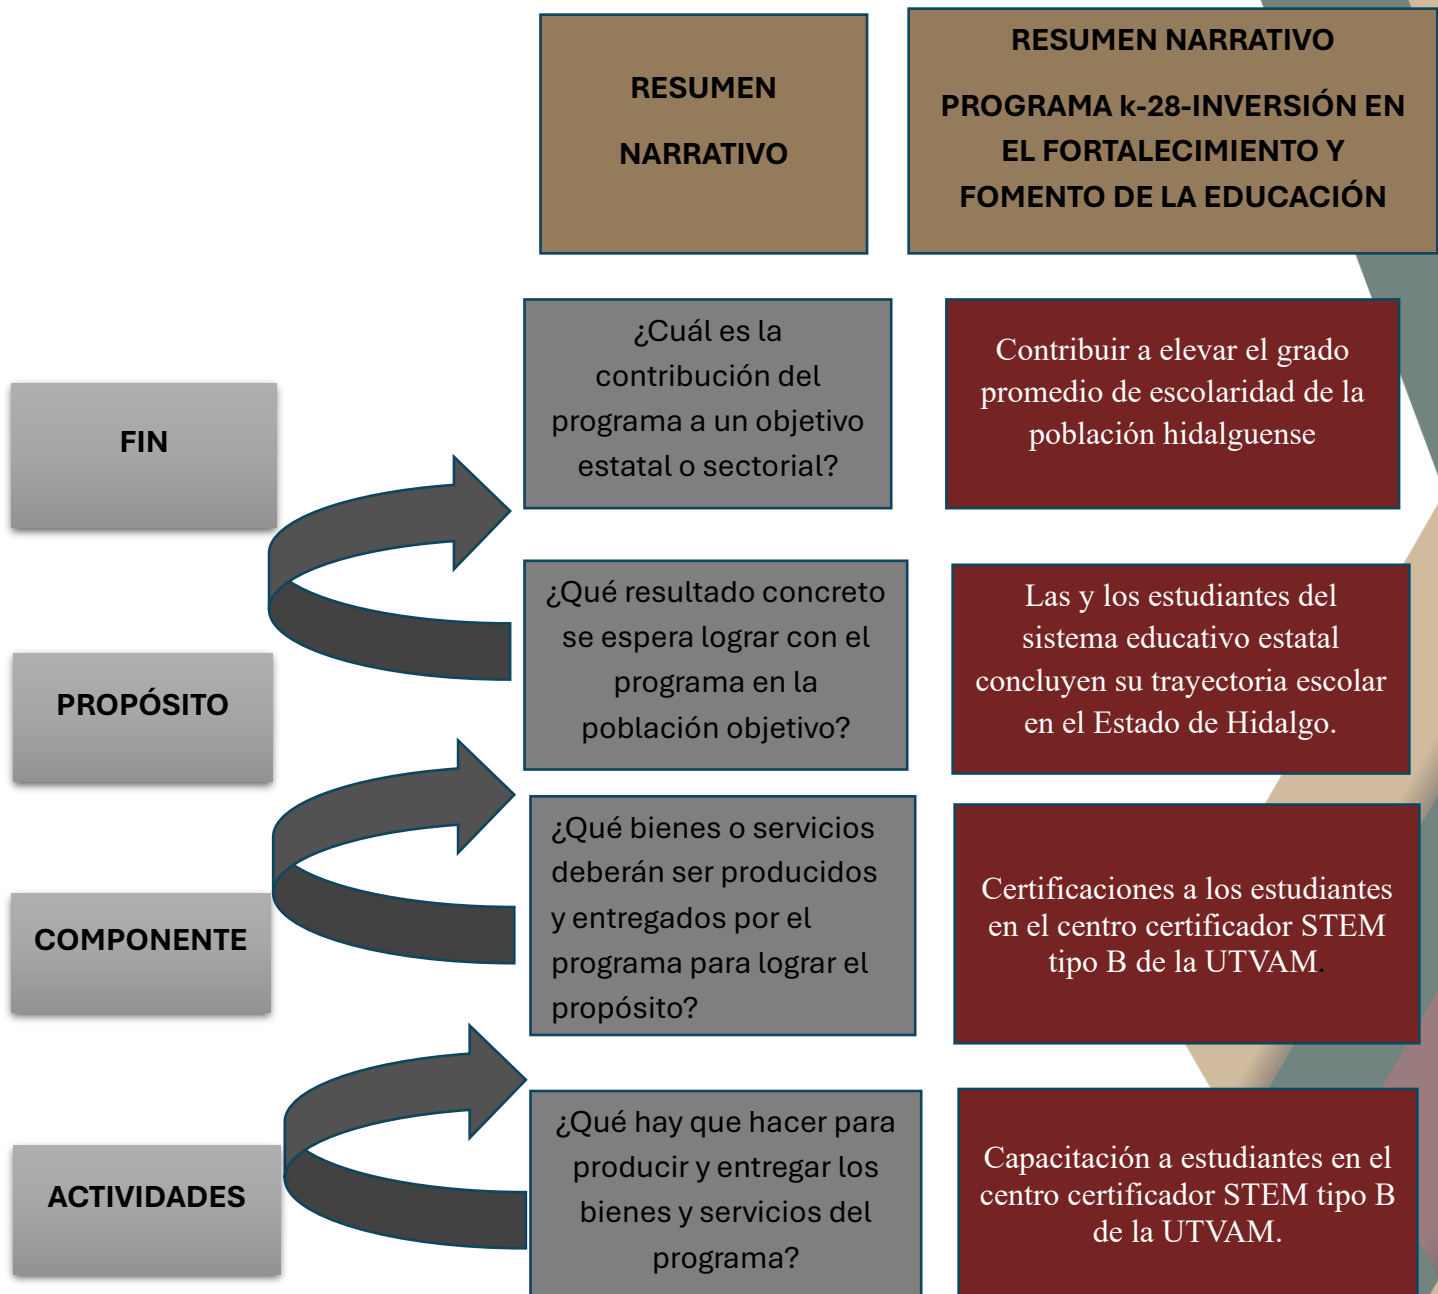 RESUMEN
NARRATIVO
RESUMEN NARRATIVO
PROGRAMA k-28-INVERSIÓN EN
EL FORTALECIMIENTO Y
FOMENTO DE LA EDUCACIÓN
FIN
¿Cuál es la
contribución del
programa a un objetivo
estatal o sectorial?
Contribuir a elevar el grado
promedio de escolaridad de la
población hidalguense
PROPÓSITO
¿Qué resultado concreto
se espera lograr con el
programa en la
población objetivo?
Las y los estudiantes del
sistema educativo estatal
concluyen su trayectoria escolar
en el Estado de Hidalgo.
COMPONENTE
¿Qué bienes o servicios
deberán ser producidos
y entregados por el
programa para lograr el
propósito?
Certificaciones a los estudiantes
en el centro certificador STEM
tipo B de la UTVAM.
ACTIVIDADES
¿Qué hay que hacer para
producir y entregar los
bienes y servicios del
programa?
Capacitación a estudiantes en el
centro certificador STEM tipo B
de la UTVAM.